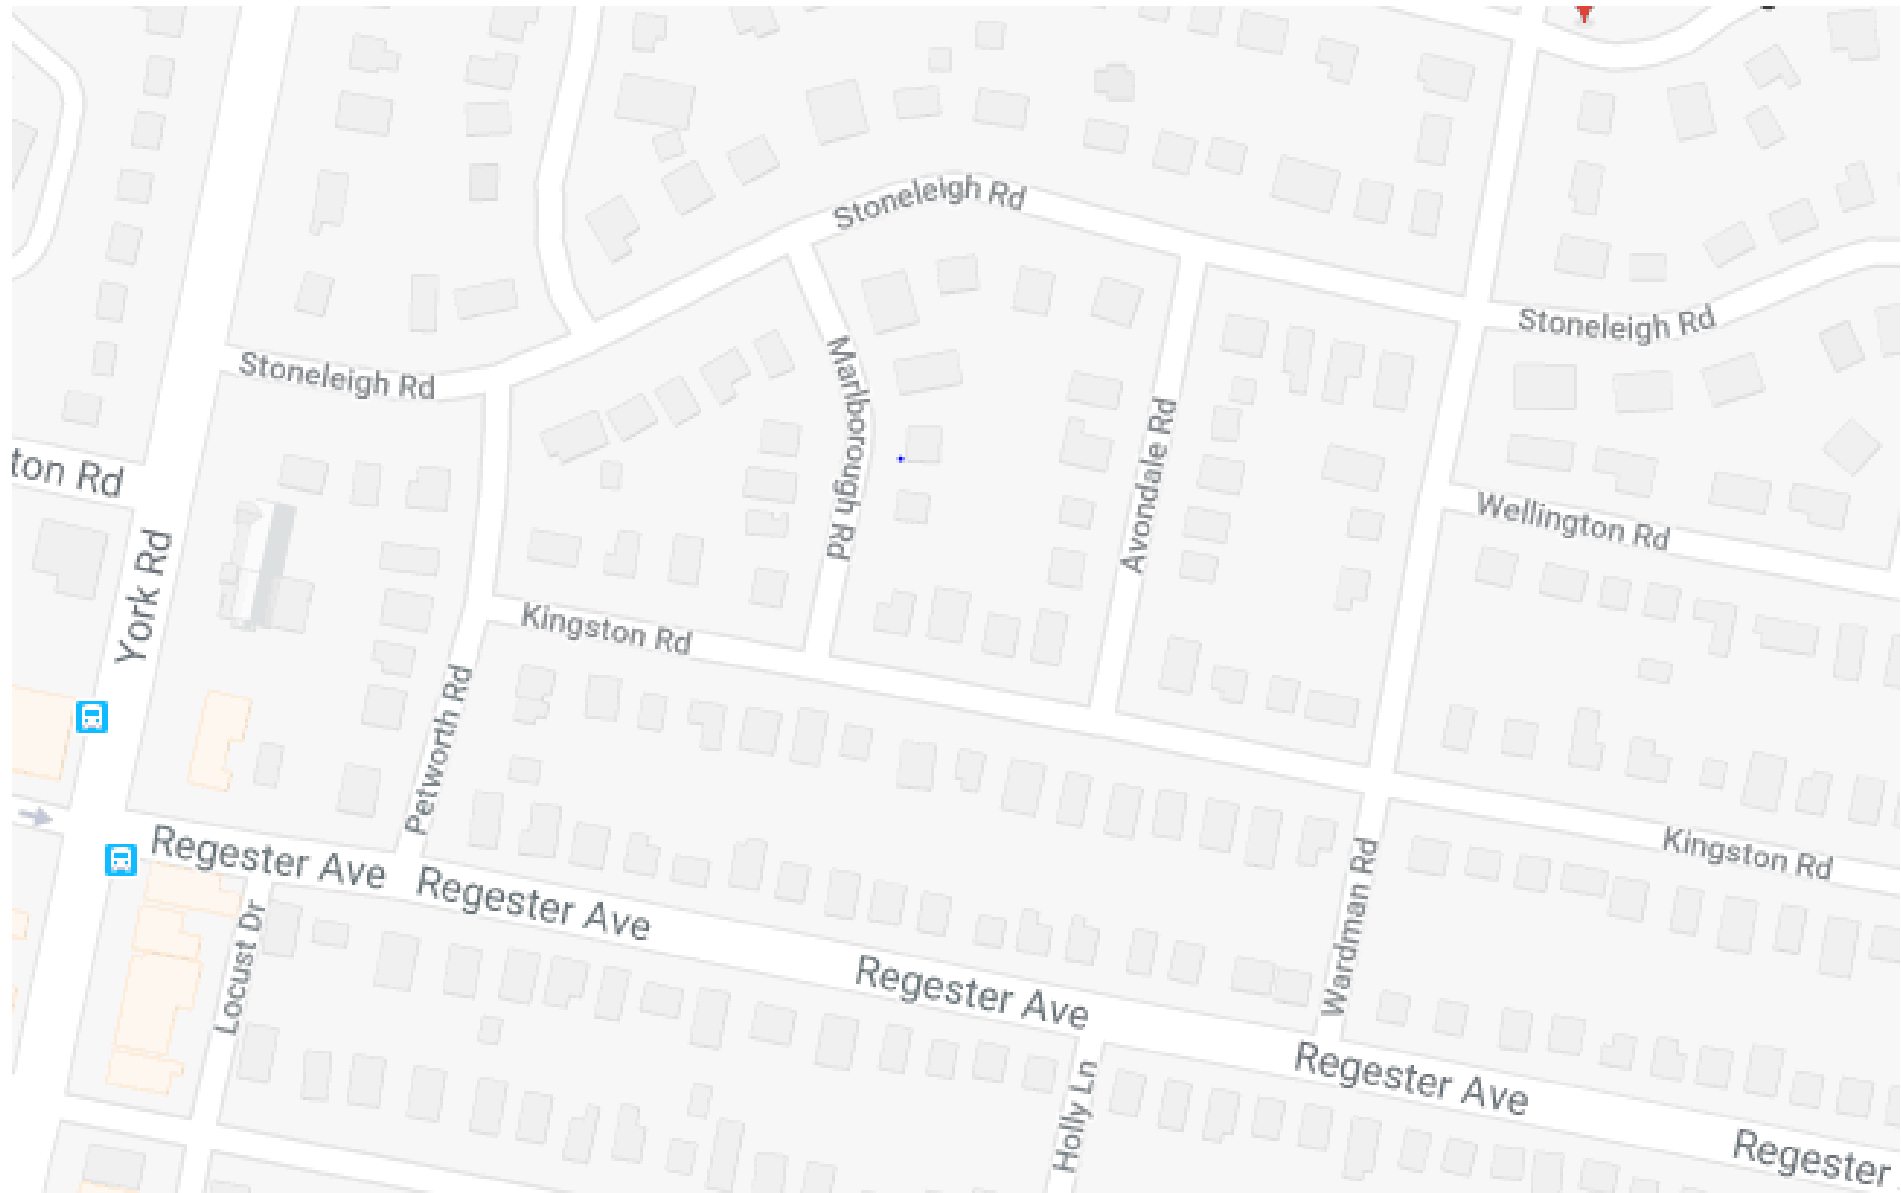 Stoneleigh Rd
Stoneleigh Rd
Stoneleigh Rd
Marlborough Rd
Avondale Rd
ton Rd
Wellington Rd
York Rd
Kingston Rd
Petworth Rd
Kingston Rd
Regester Ave
Regester Ave
Wardman Rd
Locust Dr
Regester Ave
Regester Ave
Holly Ln
Regester